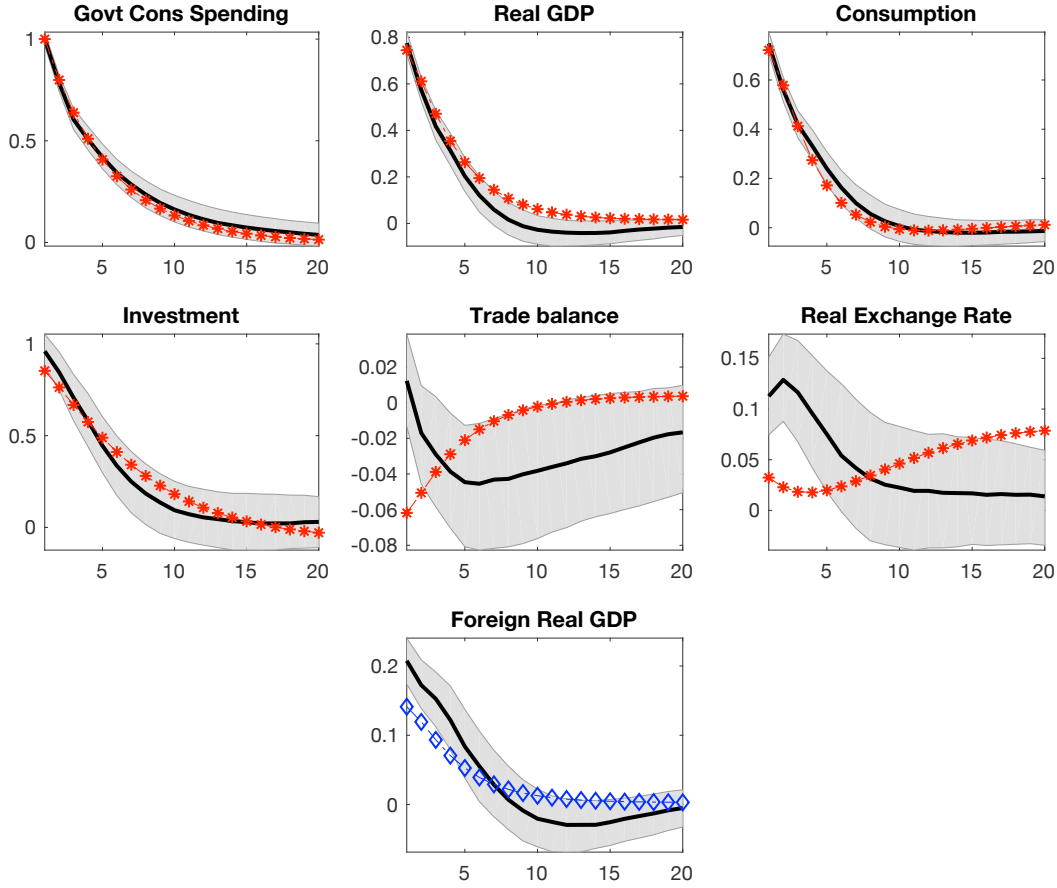 Govt Cons Spending
1
0.5
0
5 10 15 20
Real GDP
0.8
0.6
0.4
0.2
0
5 10 15 20
Consumption
0.6
0.4
0.2
0
5 10 15 20
Investment
1
0.5
0
5 10 15 20
Trade balance
0.02
0
-0.02
-0.04
-0.06
-0.08
5 10 15 20
Real Exchange Rate
0.15
0.1
0.05
0
5 10 15 20
Foreign Real GDP
0.2
0.1
0
5 10 15 20